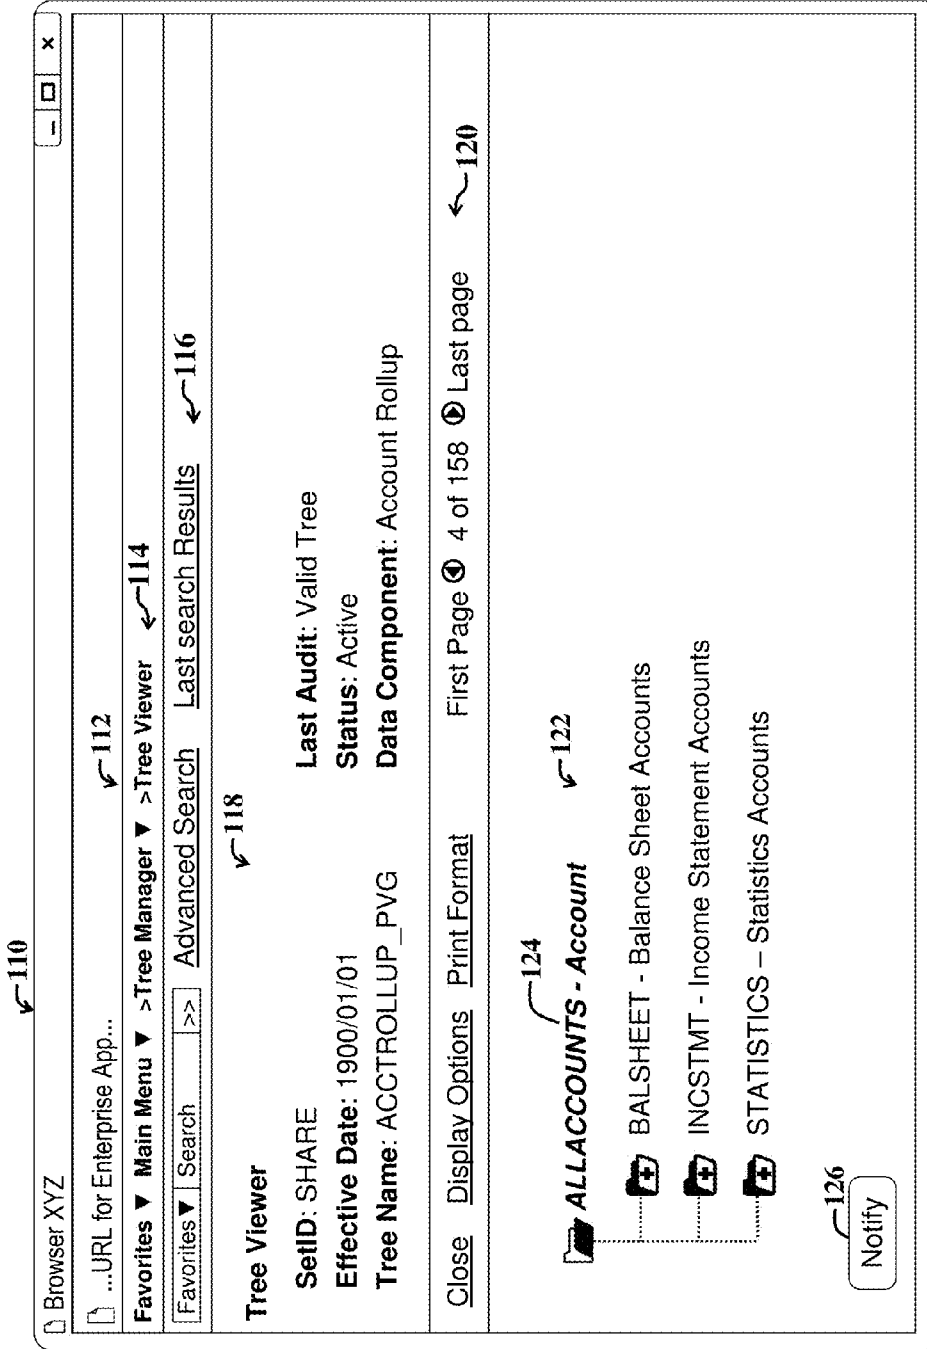 110
Browser XYZ
_ □ ×
...URL for Enterprise App... 112
Favorites ▼ Main Menu ▼ >Tree Manager ▼ >Tree Viewer 114
Favorites ▼ Search >> Advanced Search Last search Results 116
118
Tree Viewer
SetID: SHARE Last Audit: Valid Tree
Effective Date: 1900/01/01 Status: Active
Tree Name: ACCTROLLUP_PVG Data Component: Account Rollup
Close Display Options Print Format First Page 4 of 158 Last page 120
124
ALLACCOUNTS - Account 122
BALSHEET - Balance Sheet Accounts
INCSTMT - Income Statement Accounts
STATISTICS – Statistics Accounts
126
Notify